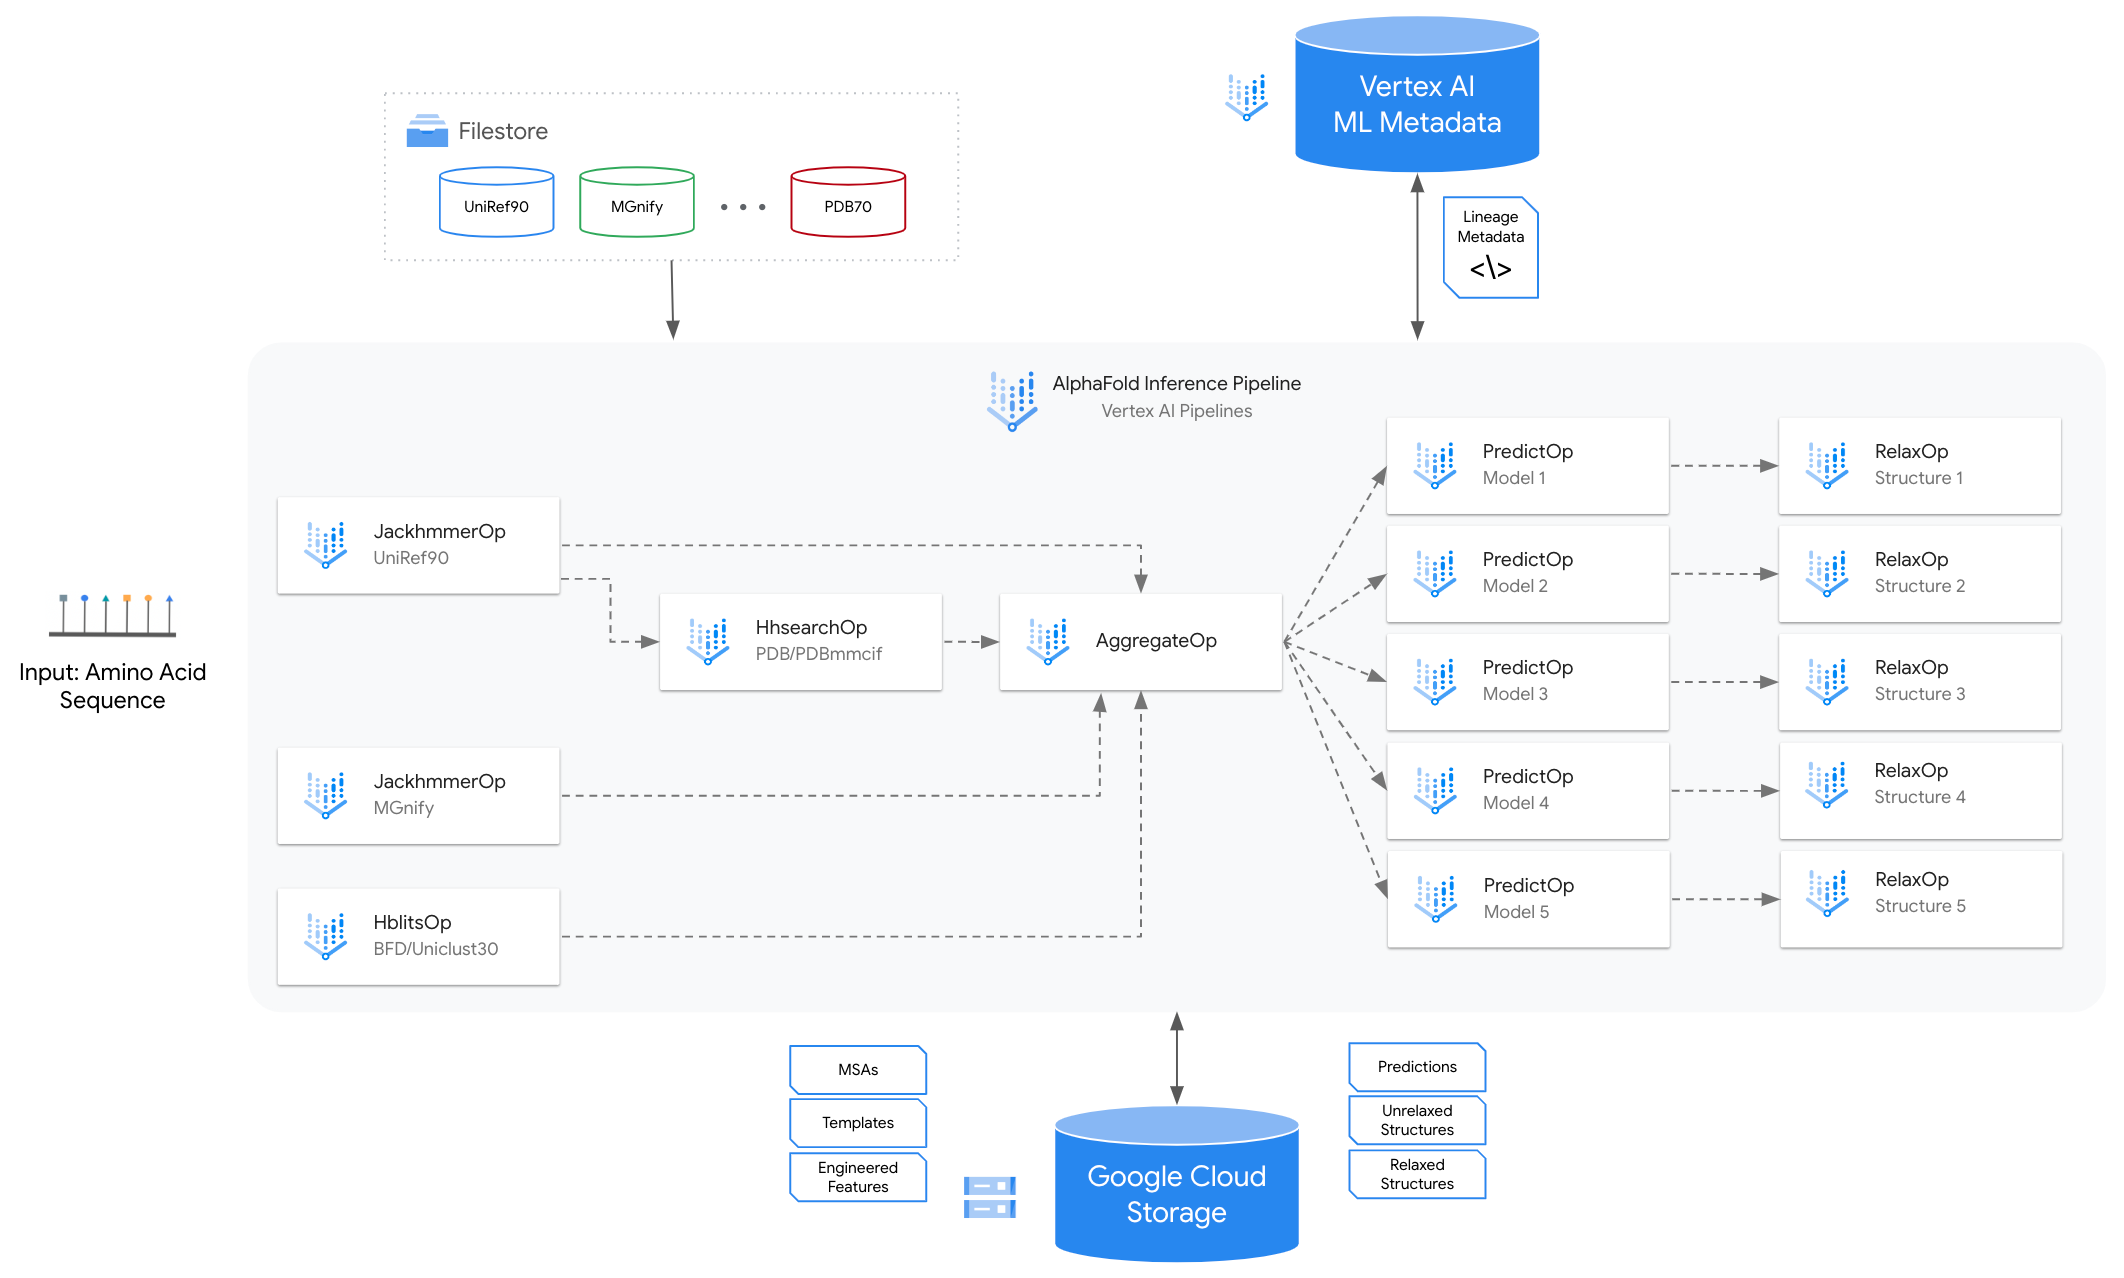 Vertex AI
ML Metadata
Filestore
UniRef90
MGnify
PDB70
Lineage
Metadata
<\>
AlphaFold Inference Pipeline
Vertex AI Pipelines
Input: Amino Acid
Sequence
JackhmmerOp
UniRef90
JackhmmerOp
MGnify
HblitsOp
BFD/Uniclust30
HhsearchOp
PDB/PDBmmcif
AggregateOp
PredictOp
Model 1
RelaxOp
Structure 1
PredictOp
Model 2
RelaxOp
Structure 2
PredictOp
Model 3
RelaxOp
Structure 3
PredictOp
Model 4
RelaxOp
Structure 4
PredictOp
Model 5
RelaxOp
Structure 5
MSAs
Templates
Engineered
Features
Google Cloud
Storage
Predictions
Unrelaxed
Structures
Relaxed
Structures